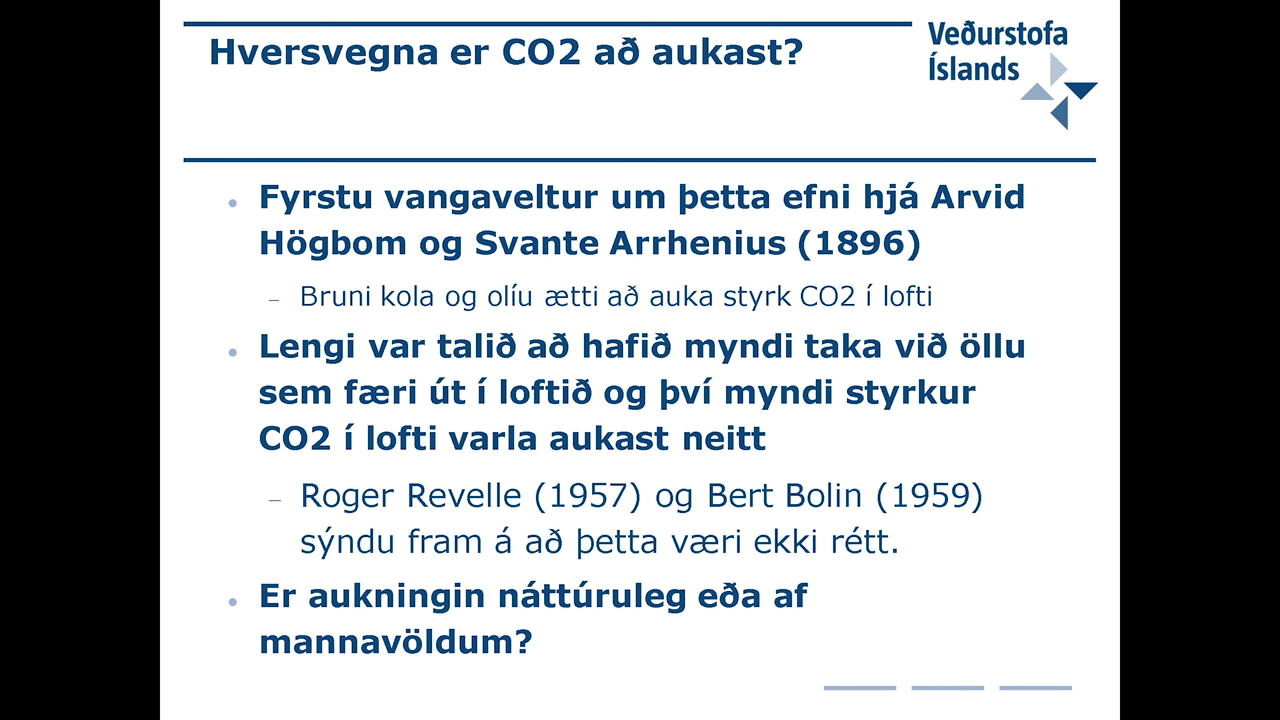 Hversvegna er CO2 að aukast?
Veðurstofa
Íslands
Fyrstu vangaveltur um þetta efni hjá Arvid
Högbom og Svante Arrhenius (1896)
– Bruni kola og olíu ætti að auka styrk CO2 í lofti
Lengi var talið að hafið myndi taka við öllu
sem færi út í loftið og því myndi styrkur
CO2 í lofti varla aukast neitt
– Roger Revelle (1957) og Bert Bolin (1959)
sýndu fram á að þetta væri ekki rétt.
Er aukningin náttúruleg eða af
mannavöldum?